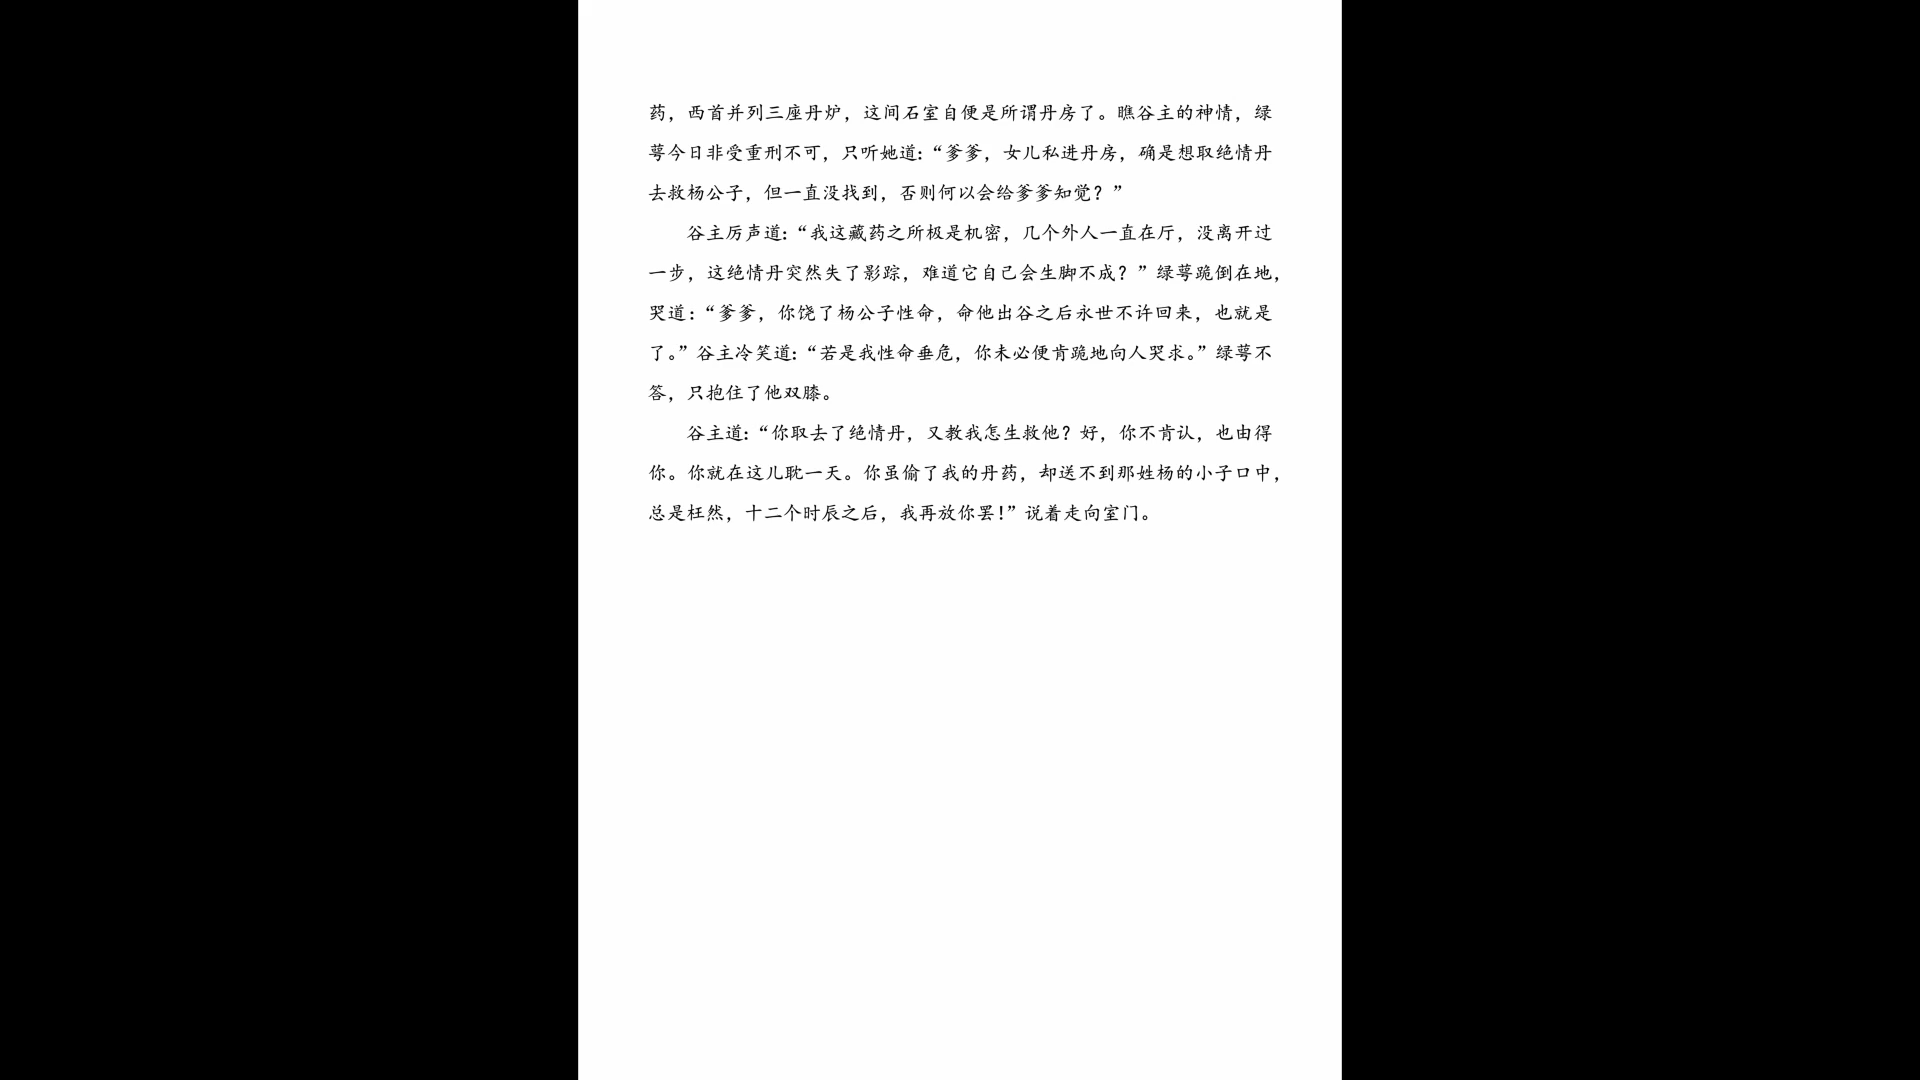 药，西首并列三座丹炉，这间石室自便是所谓丹房了。瞧谷主的神情，绿
萼今日非受重刑不可，只听她道：“爹爹，女儿私进丹房，确是想取绝情丹
去救杨公子，但一直没找到，否则何以会给爹爹知觉？”
谷主厉声道：“我这藏药之所极是机密，几个外人一直在厅，没离开过
一步，这绝情丹突然失了影踪，难道它自己会生脚不成？”绿萼跪倒在地，
哭道：“爹爹，你饶了杨公子性命，命他出谷之后永世不许回来，也就是
了。”谷主冷笑道：“若是我性命垂危，你未必便肯跪地向人哭求。”绿萼不
答，只抱住了他双膝。
谷主道：“你取去了绝情丹，又教我怎生救他？好，你不肯认，也由得
你。你就在这儿耽一天。你虽偷了我的丹药，却送不到那姓杨的小子口中，
总是枉然，十二个时辰之后，我再放你罢！”说着走向室门。